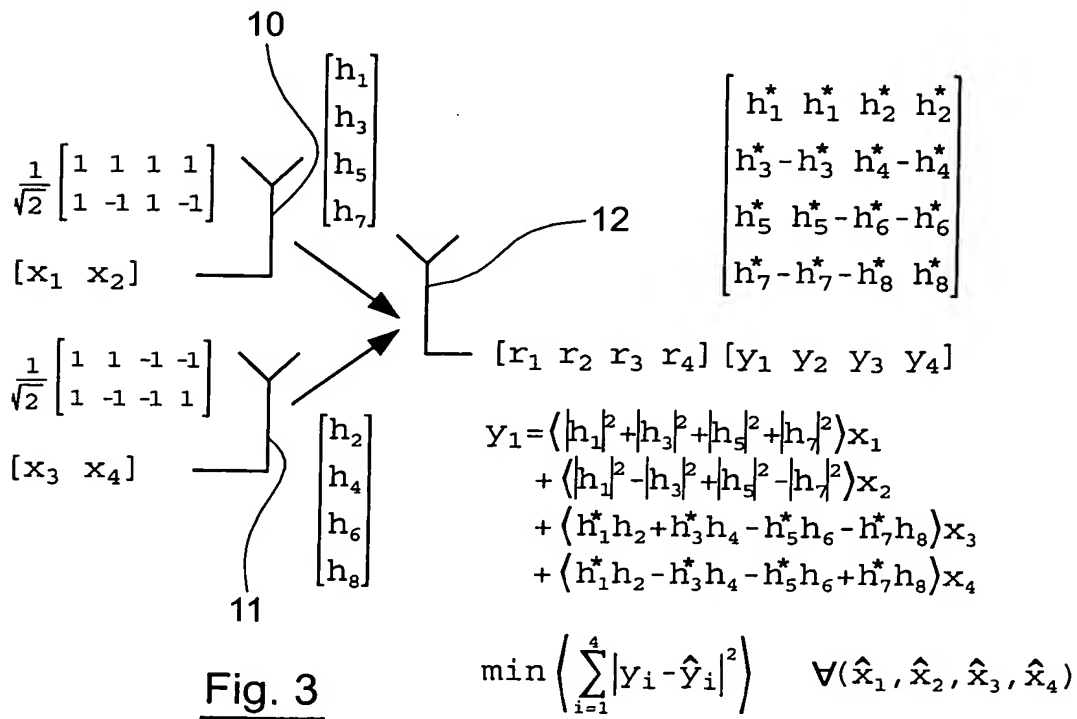 10
[h₁
h₃
h₅
h₇]
1/√2 [1 1 1 1
1 -1 1 -1]
[x₁ x₂]
12
[h₁* h₁* h₂* h₂*
h₃* -h₃* h₄* -h₄*
h₅* h₅* -h₆* -h₆*
h₇* -h₇* -h₈* h₈*]
1/√2 [1 1 -1 -1
1 -1 -1 1]
[x₃ x₄]
[h₂
h₄
h₆
h₈]
11
[r₁ r₂ r₃ r₄] [y₁ y₂ y₃ y₄]
y₁=⟨|h₁|²+|h₃|²+|h₅|²+|h₇|²⟩x₁
+⟨|h₁|²-|h₃|²+|h₅|²-|h₇|²⟩x₂
+⟨h₁*h₂+h₃*h₄-h₅*h₆-h₇*h₈⟩x₃
+⟨h₁*h₂-h₃*h₄-h₅*h₆+h₇*h₈⟩x₄
min⟨∑ᵢ₌₁⁴|yᵢ-ŷᵢ|²⟩ ∀(x̂₁,x̂₂,x̂₃,x̂₄)
Fig. 3